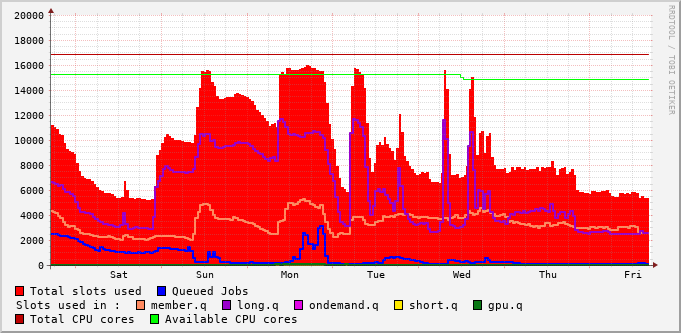 RRDTOOL / TOBI OETIKER
20000
18000
16000
14000
12000
10000
8000
6000
4000
2000
0
Sat Sun Mon Tue Wed Thu Fri
Total slots used Queued Jobs
Slots used in : member.q long.q ondemand.q short.q gpu.q
Total CPU cores Available CPU cores